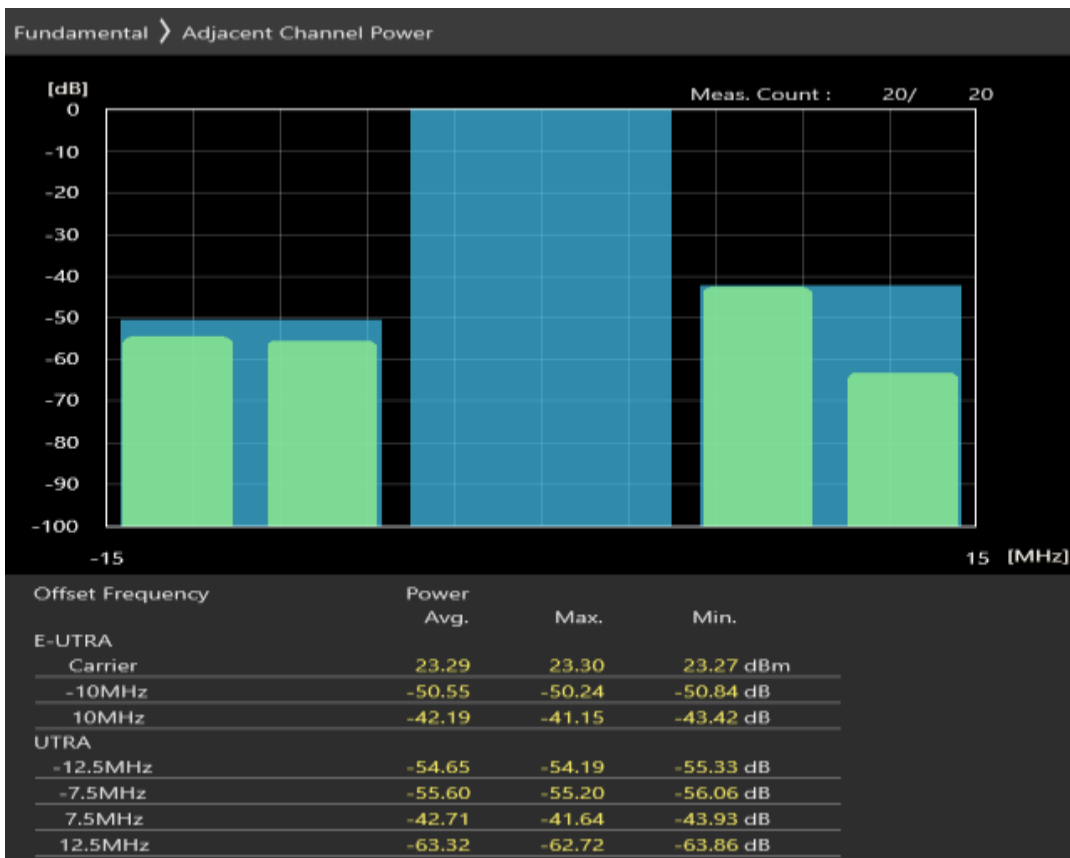 Fundamental > Adjacent Channel Power
[dB]
Meas. Count : 20/ 20
0
-10
-20
-30
-40
-50
-60
-70
-80
-90
-100
-15 15 [MHz]
Offset Frequency Power
Avg. Max. Min.
E-UTRA
Carrier 23.29 23.30 23.27 dBm
-10MHz -50.55 -50.24 -50.84 dB
10MHz -42.19 -41.15 -43.42 dB
UTRA
-12.5MHz -54.65 -54.19 -55.33 dB
-7.5MHz -55.60 -55.20 -56.06 dB
7.5MHz -42.71 -41.64 -43.93 dB
12.5MHz -63.32 -62.72 -63.86 dB